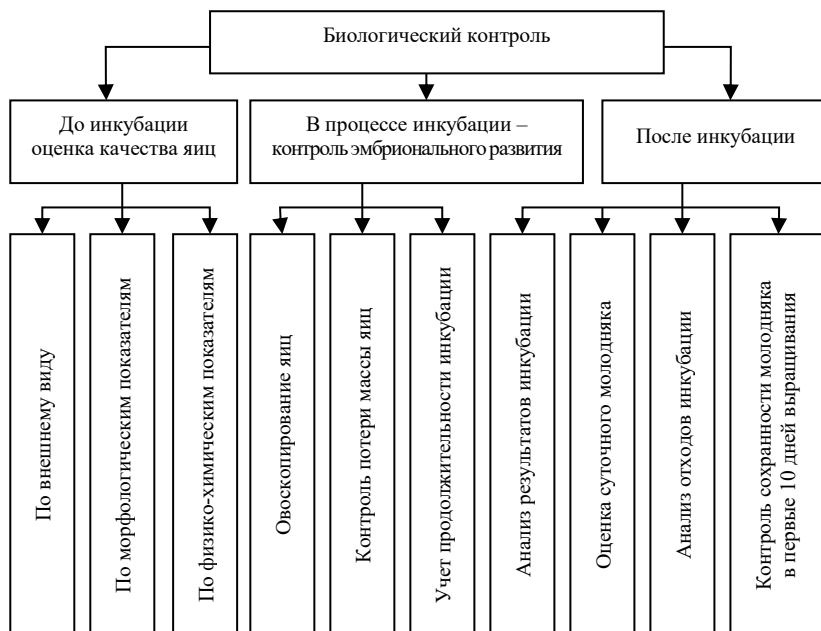 Биологический контроль
До инкубации
оценка качества яиц
В процессе инкубации –
контроль эмбрионального развития
После инкубации
По внешнему виду
По морфологическим показателям
По физико-химическим показателям
Овоскопирование яиц
Контроль потери массы яиц
Учет продолжительности инкубации
Анализ результатов инкубации
Оценка суточного молодняка
Анализ отходов инкубации
Контроль сохранности молодняка
в первые 10 дней выращивания